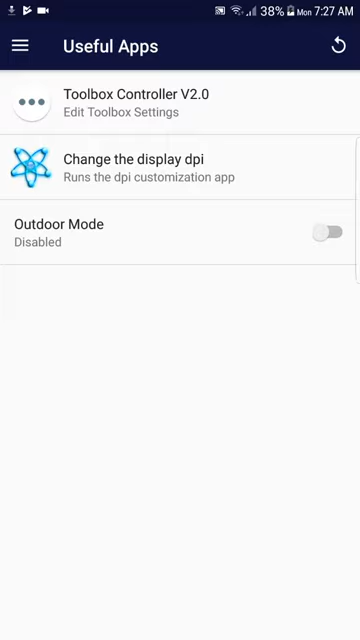 38% Mon 7:27 AM
Useful Apps
Toolbox Controller V2.0
Edit Toolbox Settings
Change the display dpi
Runs the dpi customization app
Outdoor Mode
Disabled